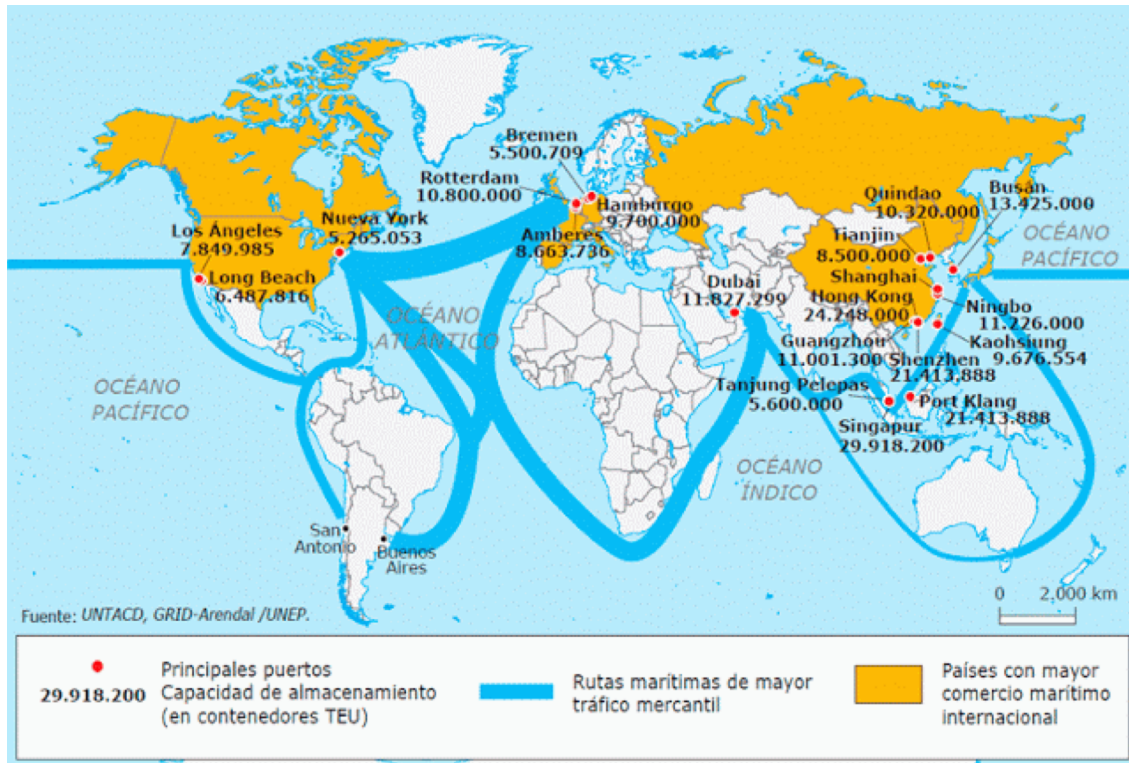 Bremen
5.500.709
Rotterdam
10.800.000
Hamburgo
9.700.000
Amberes
8.663.736
Nueva York
5.265.053
Los Ángeles
7.849.985
Long Beach
6.487.816
Quindao
10.320.000
Busán
13.425.000
Tianjin
8.500.000
Shanghai
Dubai
11.827.299
Hong Kong
24.248.000
Ningbo
11.226.000
Guangzhou
11.001.300
Kaohsiung
9.676.554
Shenzhen
21.413.888
Tanjung Pelepas
5.600.000
Port Klang
21.413.888
Singapur
29.918.200
OCÉANO
PACÍFICO
OCÉANO
ATLÁNTICO
OCÉANO
PACÍFICO
OCÉANO
ÍNDICO
San
Antonio
Buenos
Aires
Fuente: UNTACD, GRID-Arendal /UNEP.
0 2,000 km
29.918.200
Principales puertos
Capacidad de almacenamiento
(en contenedores TEU)
Rutas marítimas de mayor
tráfico mercantil
Países con mayor
comercio marítimo
internacional